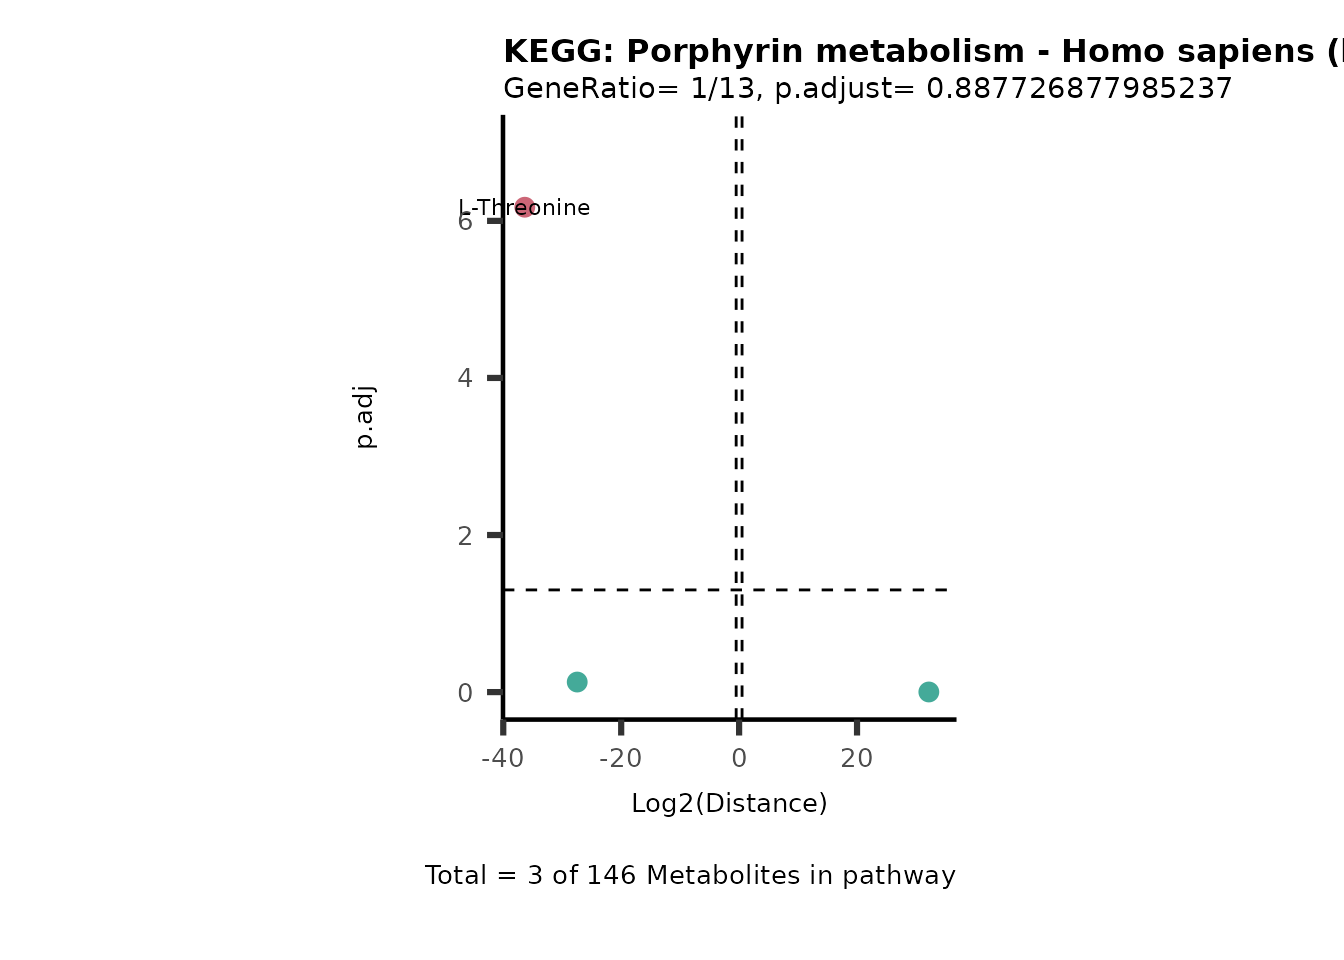 KEGG: Porphyrin metabolism - Homo sapiens (
GeneRatio= 1/13, p.adjust= 0.887726877985237
L-Threonine
6
4
2
0
p.adj
-40 -20 0 20
Log2(Distance)
Total = 3 of 146 Metabolites in pathway